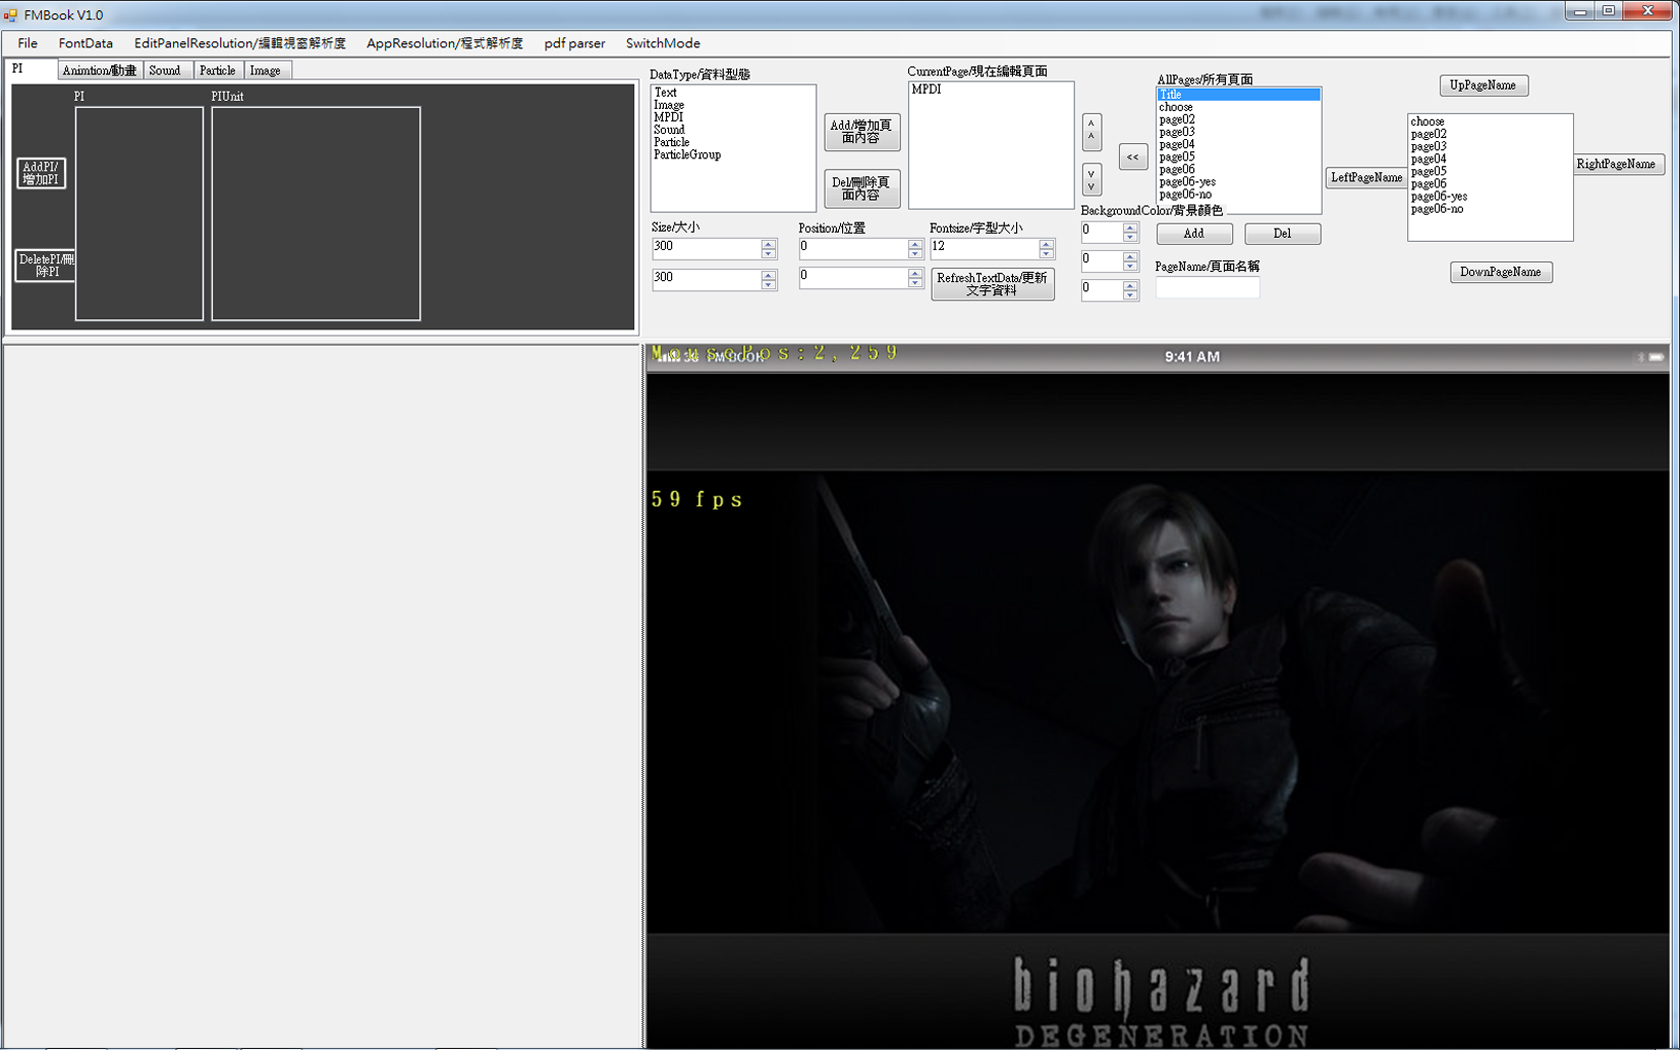 FMBook V1.0
File FontData EditPanelResolution/編輯視窗解析度 AppResolution/程式解析度 pdf parser SwitchMode
PI Animtion/動畫 Sound Particle Image
PI PIUnit
AddPI/
增加PI
DeletePI/刪
除PI
DataType/資料型態
Text
Image
MPDI
Sound
Particle
ParticleGroup
Add/增加頁
面內容
Del/刪除頁
面內容
CurrentPage/現在編輯頁面
MPDI
^
^
v
v
<<
AllPages/所有頁面
Title
choose
page02
page03
page04
page05
page06
page06-yes
page06-no
UpPageName
LeftPageName
choose
page02
page03
page04
page05
page06
page06-yes
page06-no
RightPageName
DownPageName
Size/大小
300
300
Position/位置
0
0
Fontsize/字型大小
12
RefreshTextData/更新
文字資料
BackgroundColor/背景顏色
0
0
0
Add Del
PageName/頁面名稱
MousePos:2,259
3G FM BOOK
9:41 AM
59 fps
biohazard
DEGENERATION